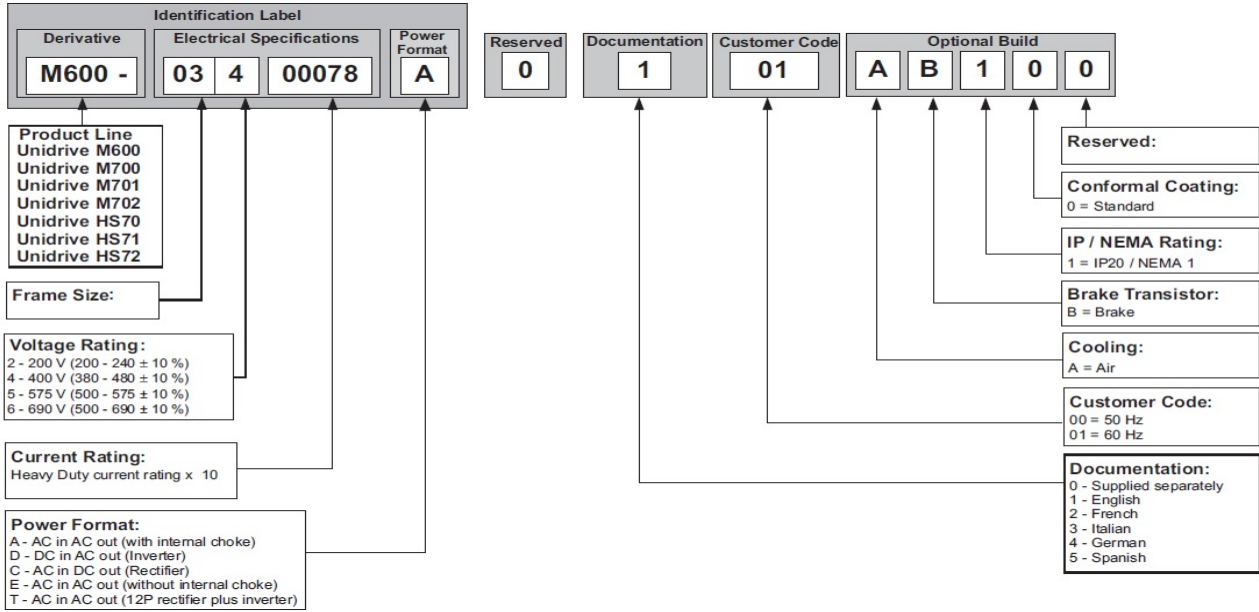 Identification Label
Derivative
Electrical Specifications
Power
Format
Reserved
Documentation
Customer Code
Optional Build
M600 -
03
4
00078
A
0
1
01
A
B
1
0
0
Product Line
Unidrive M600
Unidrive M700
Unidrive M701
Unidrive M702
Unidrive HS70
Unidrive HS71
Unidrive HS72
Frame Size:
Voltage Rating:
2 - 200 V (200 - 240 ± 10 %)
4 - 400 V (380 - 480 ± 10 %)
5 - 575 V (500 - 575 ± 10 %)
6 - 690 V (500 - 690 ± 10 %)
Current Rating:
Heavy Duty current rating x 10
Power Format:
A - AC in AC out (with internal choke)
D - DC in AC out (Inverter)
C - AC in DC out (Rectifier)
E - AC in AC out (without internal choke)
T - AC in AC out (12P rectifier plus inverter)
Reserved:
Conformal Coating:
0 = Standard
IP / NEMA Rating:
1 = IP20 / NEMA 1
Brake Transistor:
B = Brake
Cooling:
A = Air
Customer Code:
00 = 50 Hz
01 = 60 Hz
Documentation:
0 - Supplied separately
1 - English
2 - French
3 - Italian
4 - German
5 - Spanish